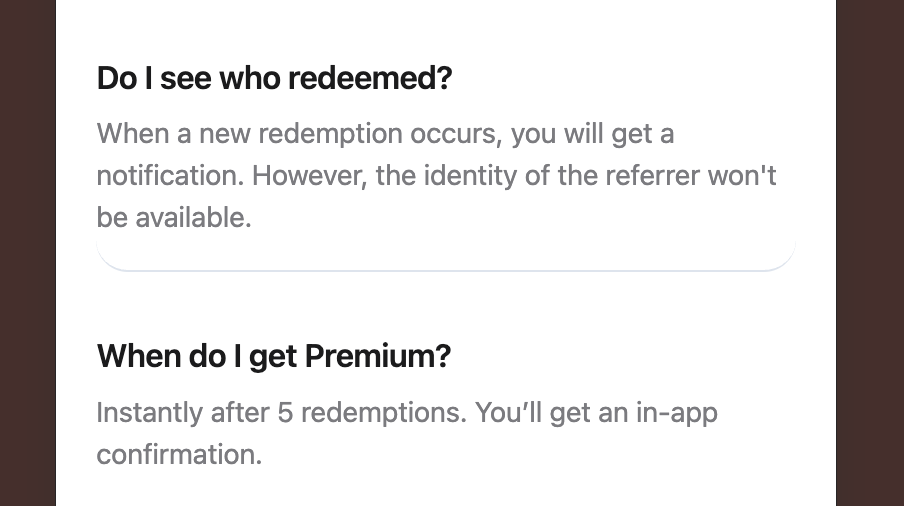 Do I see who redeemed?
When a new redemption occurs, you will get a
notification. However, the identity of the referrer won't
be available.
When do I get Premium?
Instantly after 5 redemptions. You’ll get an in-app
confirmation.